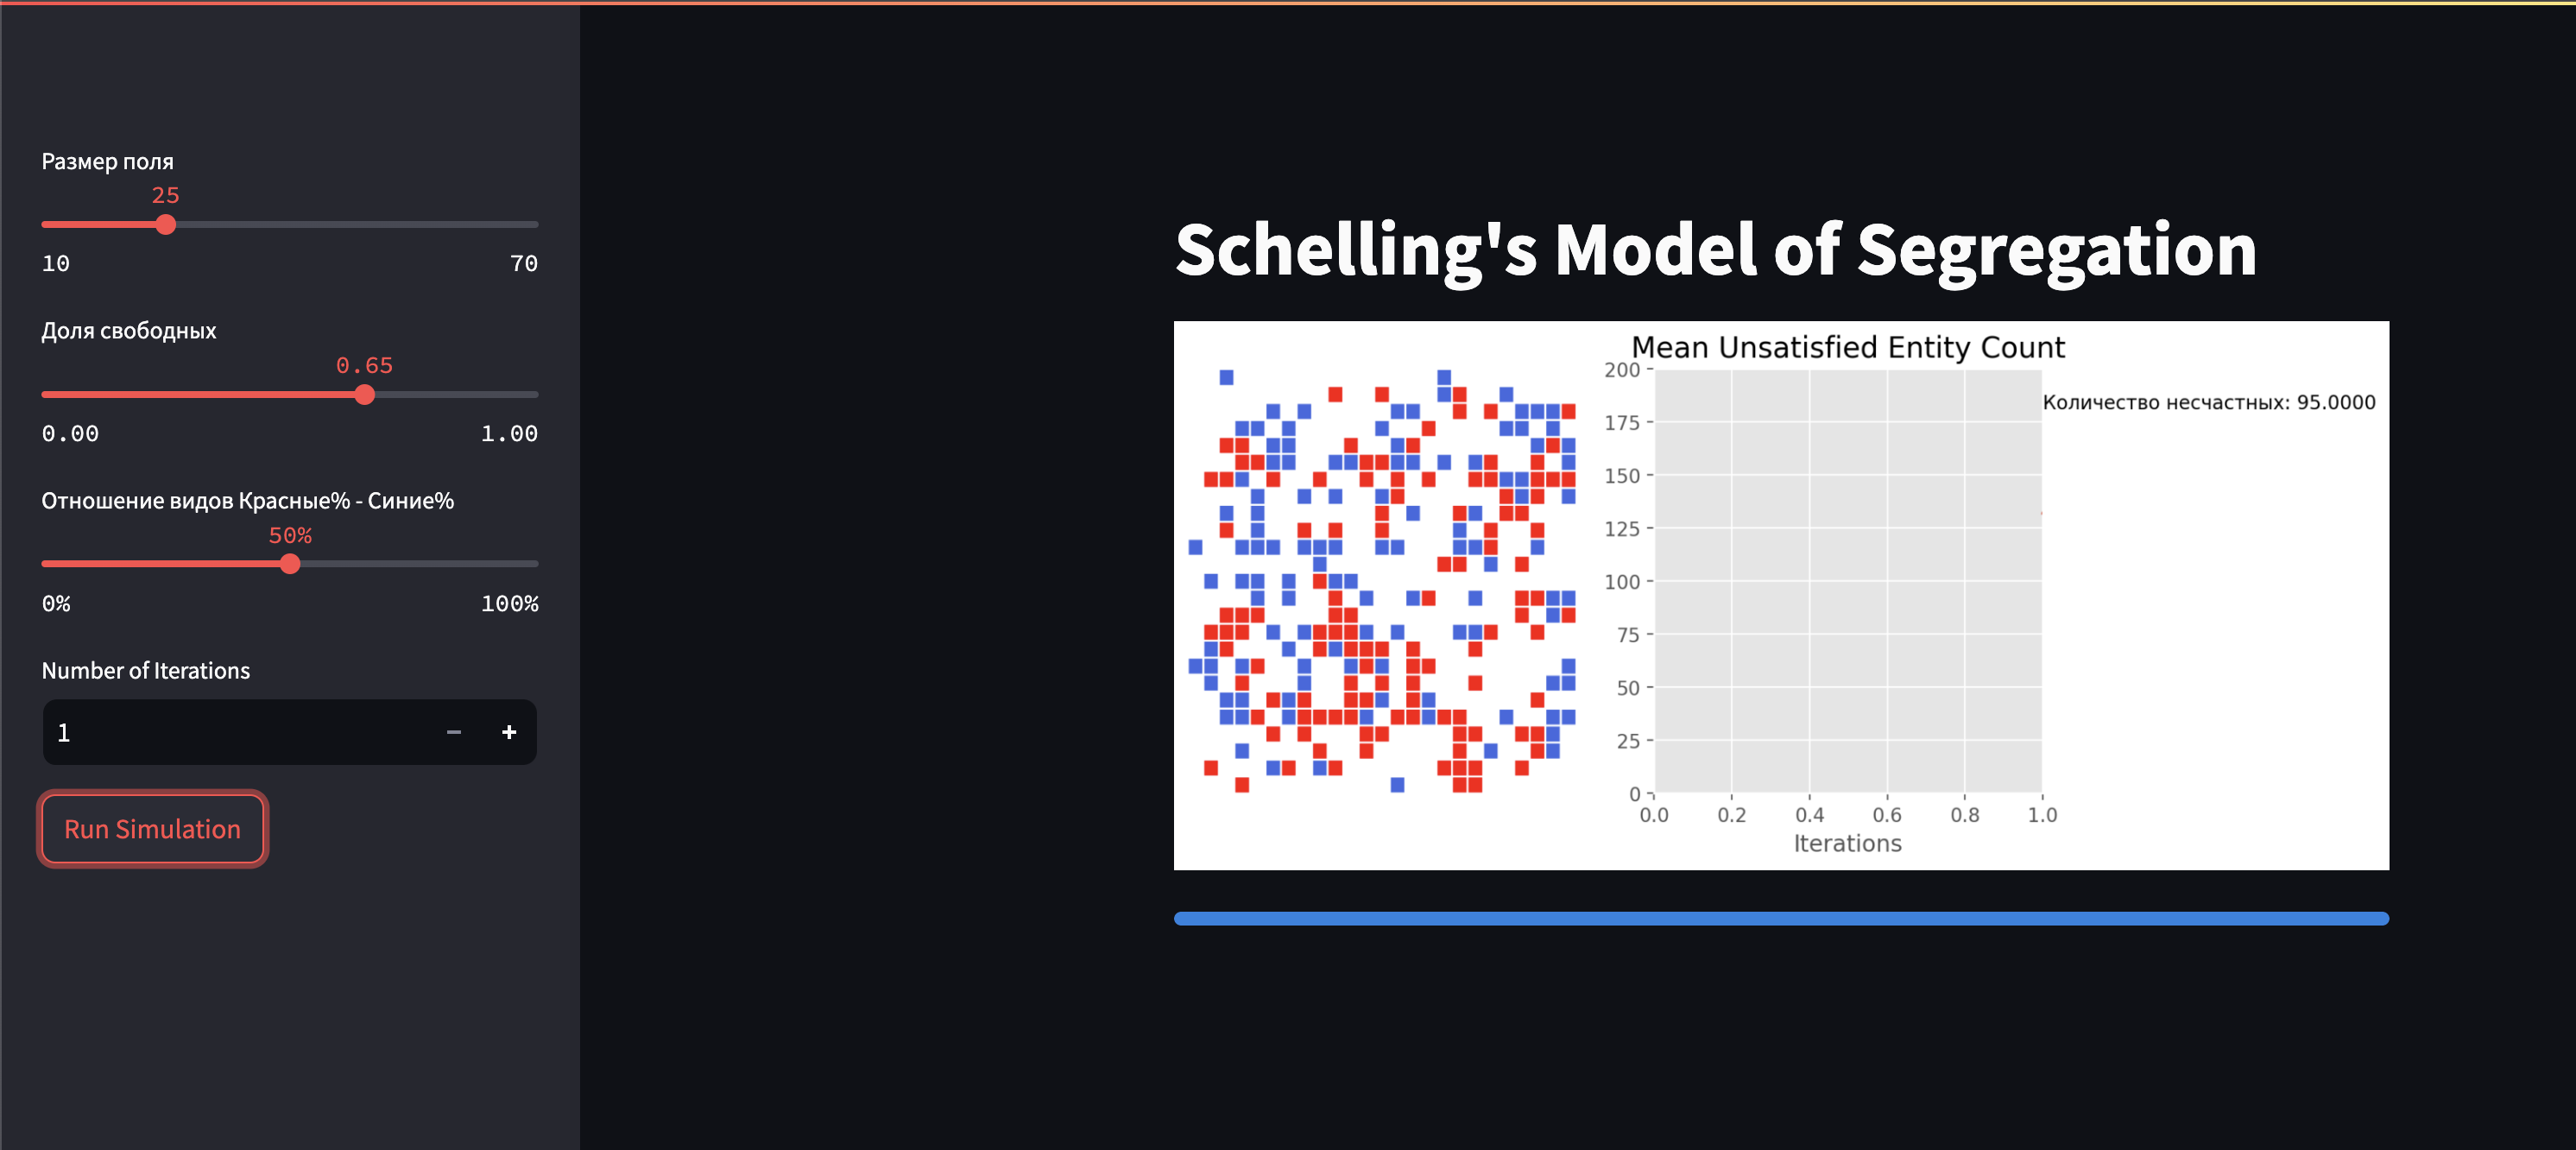 Размер поля
25
10 70
Доля свободных
0.65
0.00 1.00
Отношение видов Красные% - Синие%
50%
0% 100%
Number of Iterations
1 − +
Run Simulation
Schelling's Model of Segregation
Mean Unsatisfied Entity Count
200
Количество несчастных: 95.0000
175
150
125
100
75
50
25
0
0.0 0.2 0.4 0.6 0.8 1.0
Iterations